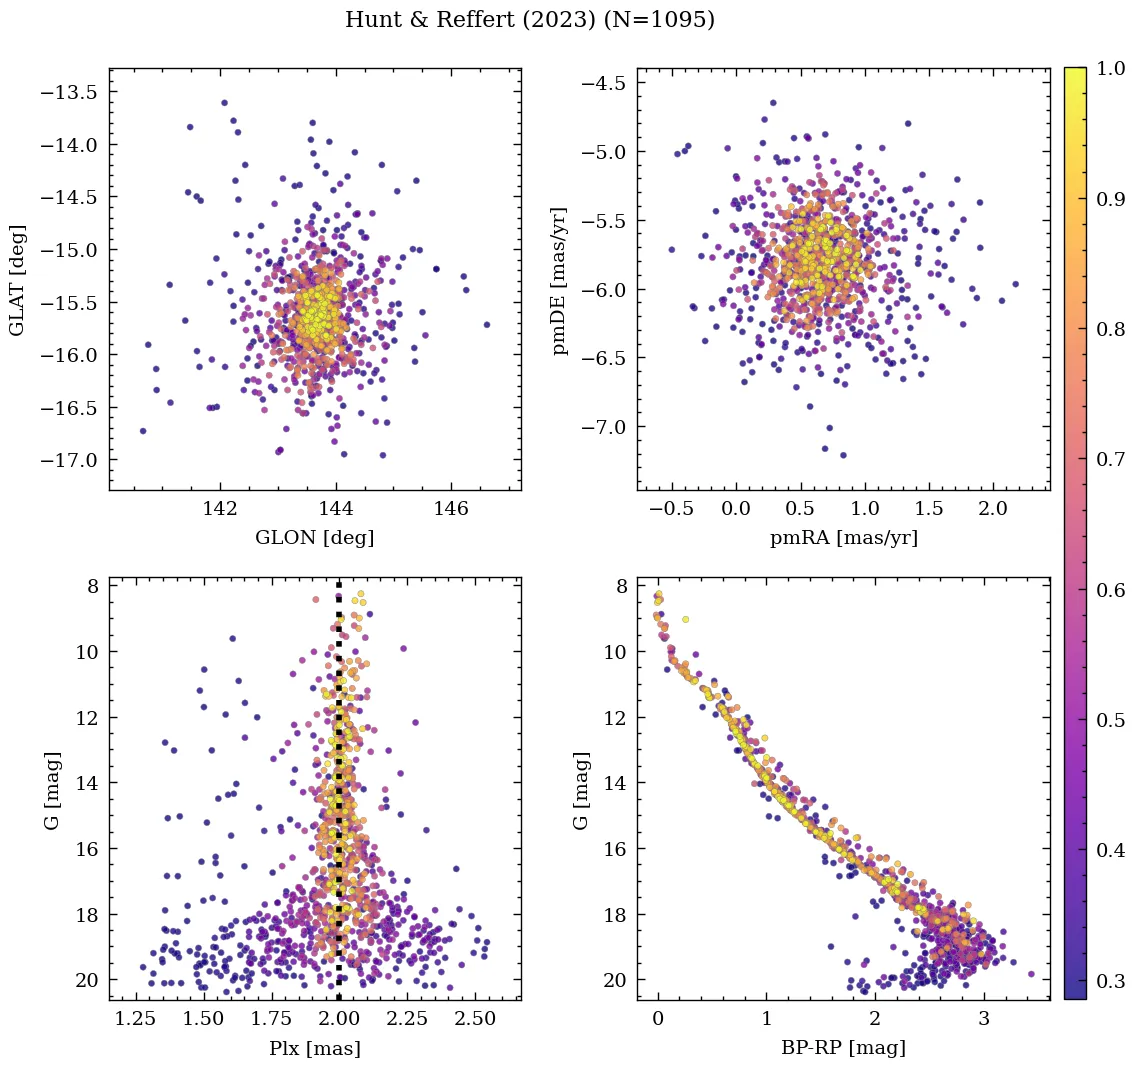 Hunt & Reffert (2023) (N=1095)
−13.5
−14.0
−14.5
−15.0
−15.5
−16.0
−16.5
−17.0
GLAT [deg]
142 144 146
GLON [deg]
−4.5
−5.0
−5.5
−6.0
−6.5
−7.0
pmDE [mas/yr]
−0.5 0.0 0.5 1.0 1.5 2.0
pmRA [mas/yr]
8
10
12
14
16
18
20
G [mag]
1.25 1.50 1.75 2.00 2.25 2.50
Plx [mas]
8
10
12
14
16
18
20
G [mag]
0 1 2 3
BP-RP [mag]
1.0
0.9
0.8
0.7
0.6
0.5
0.4
0.3